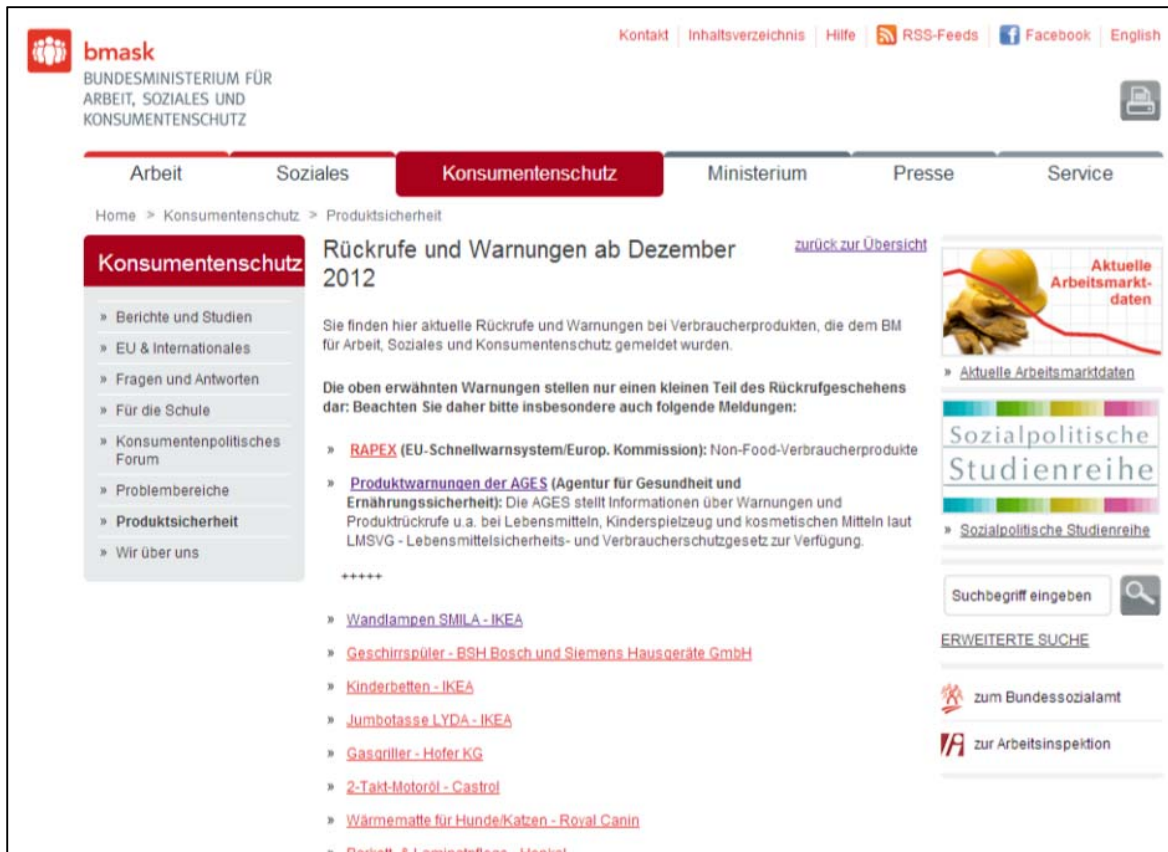 Kontakt Inhaltsverzeichnis Hilfe RSS-Feeds Facebook English
bmask
BUNDESMINISTERIUM FÜR
ARBEIT, SOZIALES UND
KONSUMENTENSCHUTZ
Arbeit Soziales Konsumentenschutz Ministerium Presse Service
Home > Konsumentenschutz > Produktsicherheit
Konsumentenschutz
» Berichte und Studien
» EU & Internationales
» Fragen und Antworten
» Für die Schule
» Konsumentenpolitisches
Forum
» Problembereiche
» Produktsicherheit
» Wir über uns
Rückrufe und Warnungen ab Dezember
2012
zurück zur Übersicht
Sie finden hier aktuelle Rückrufe und Warnungen bei Verbraucherprodukten, die dem BM
für Arbeit, Soziales und Konsumentenschutz gemeldet wurden.
Die oben erwähnten Warnungen stellen nur einen kleinen Teil des Rückrufgeschehens
dar: Beachten Sie daher bitte insbesondere auch folgende Meldungen:
» RAPEX (EU-Schnellwarnsystem/Europ. Kommission): Non-Food-Verbraucherprodukte
» Produktwarnungen der AGES (Agentur für Gesundheit und
Ernährungssicherheit): Die AGES stellt Informationen über Warnungen und
Produktrückrufe u.a. bei Lebensmitteln, Kinderspielzeug und kosmetischen Mitteln laut
LMSVG - Lebensmittelsicherheits- und Verbraucherschutzgesetz zur Verfügung.
+++++
» Wandlampen SMILA - IKEA
» Geschirrspüler - BSH Bosch und Siemens Hausgeräte GmbH
» Kinderbetten - IKEA
» Jumbotasse LYDA - IKEA
» Gasgriller - Hofer KG
» 2-Takt-Motoröl - Castrol
» Wärmematte für Hunde/Katzen - Royal Canin
Aktuelle
Arbeitsmarkt-
daten
» Aktuelle Arbeitsmarktdaten
Sozialpolitische
Studienreihe
» Sozialpolitische Studienreihe
Suchbegriff eingeben
ERWEITERTE SUCHE
zum Bundessozialamt
zur Arbeitsinspektion